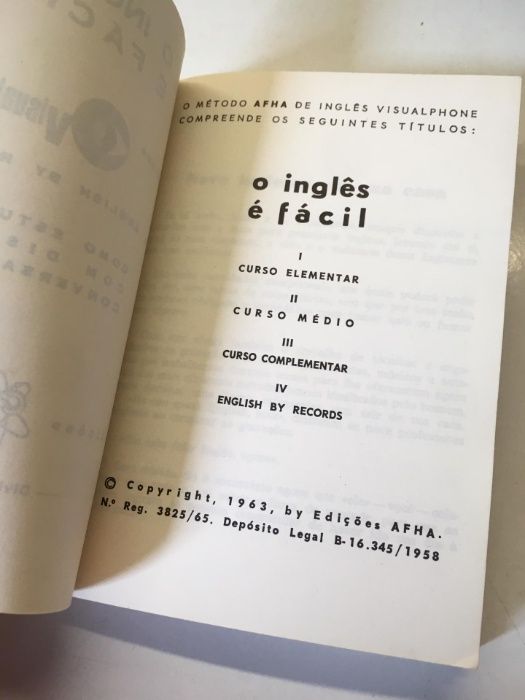 O MÉTODO AFHA DE INGLÊS VISUALPHONE
COMPREENDE OS SEGUINTES TÍTULOS:
o inglês
é fácil
I
CURSO ELEMENTAR
II
CURSO MÉDIO
III
CURSO COMPLEMENTAR
IV
ENGLISH BY RECORDS
© Copyright, 1963, by Edições AFHA.
N.º Reg. 3825/65. Depósito Legal B-16.345/1958